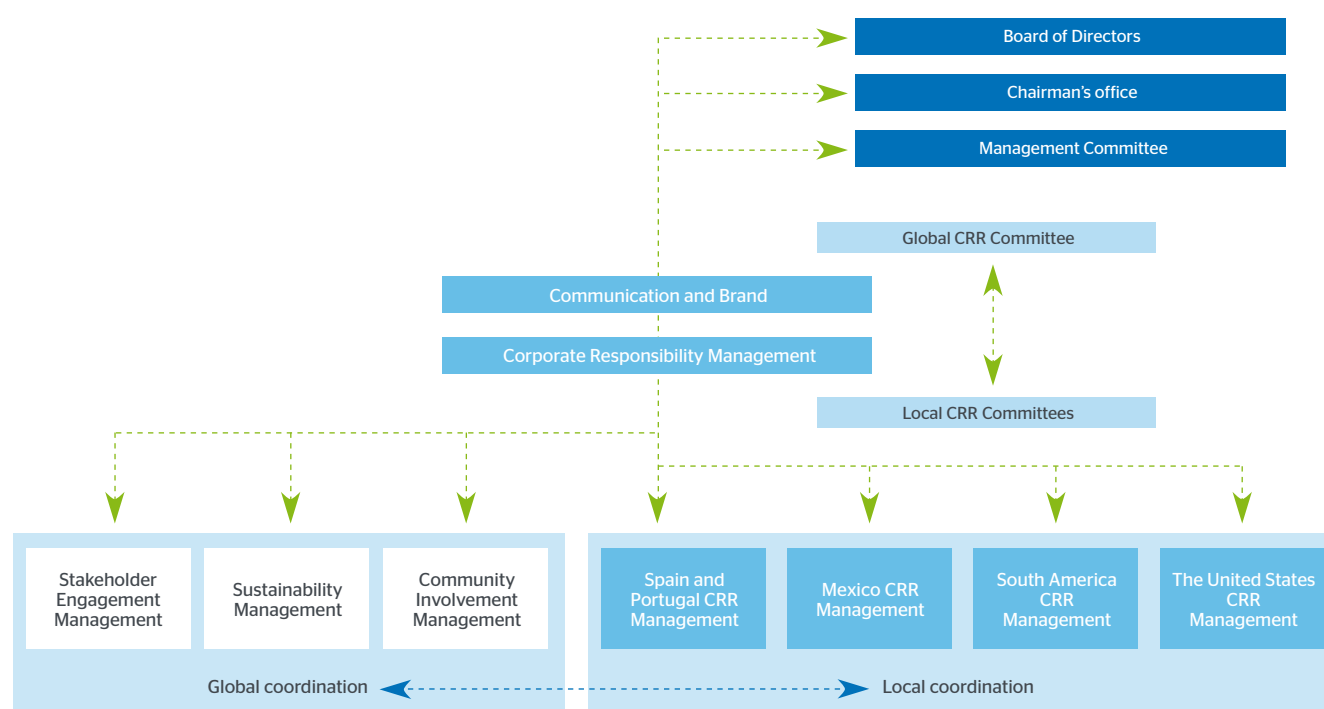 Board of Directors
Chairman's office
Management Committee
Global CRR Committee
Communication and Brand
Corporate Responsibility Management
Local CRR Committees
Stakeholder
Engagement
Management
Sustainability
Management
Community
Involvement
Management
Spain and
Portugal CRR
Management
Mexico CRR
Management
South America
CRR
Management
The United States
CRR
Management
Global coordination
Local coordination